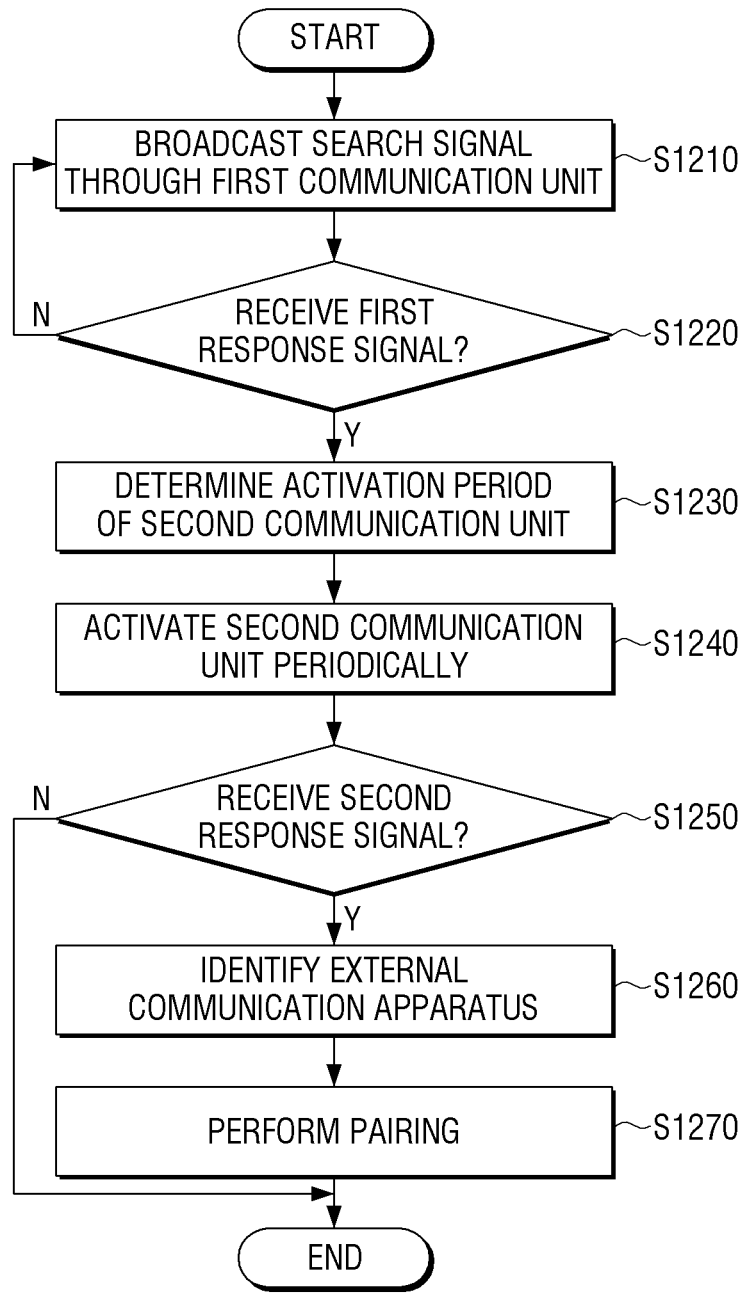 START
BROADCAST SEARCH SIGNAL
THROUGH FIRST COMMUNICATION UNIT
S1210
RECEIVE FIRST
RESPONSE SIGNAL?
S1220
N
Y
DETERMINE ACTIVATION PERIOD
OF SECOND COMMUNICATION UNIT
S1230
ACTIVATE SECOND COMMUNICATION
UNIT PERIODICALLY
S1240
RECEIVE SECOND
RESPONSE SIGNAL?
S1250
N
Y
IDENTIFY EXTERNAL
COMMUNICATION APPARATUS
S1260
PERFORM PAIRING
S1270
END